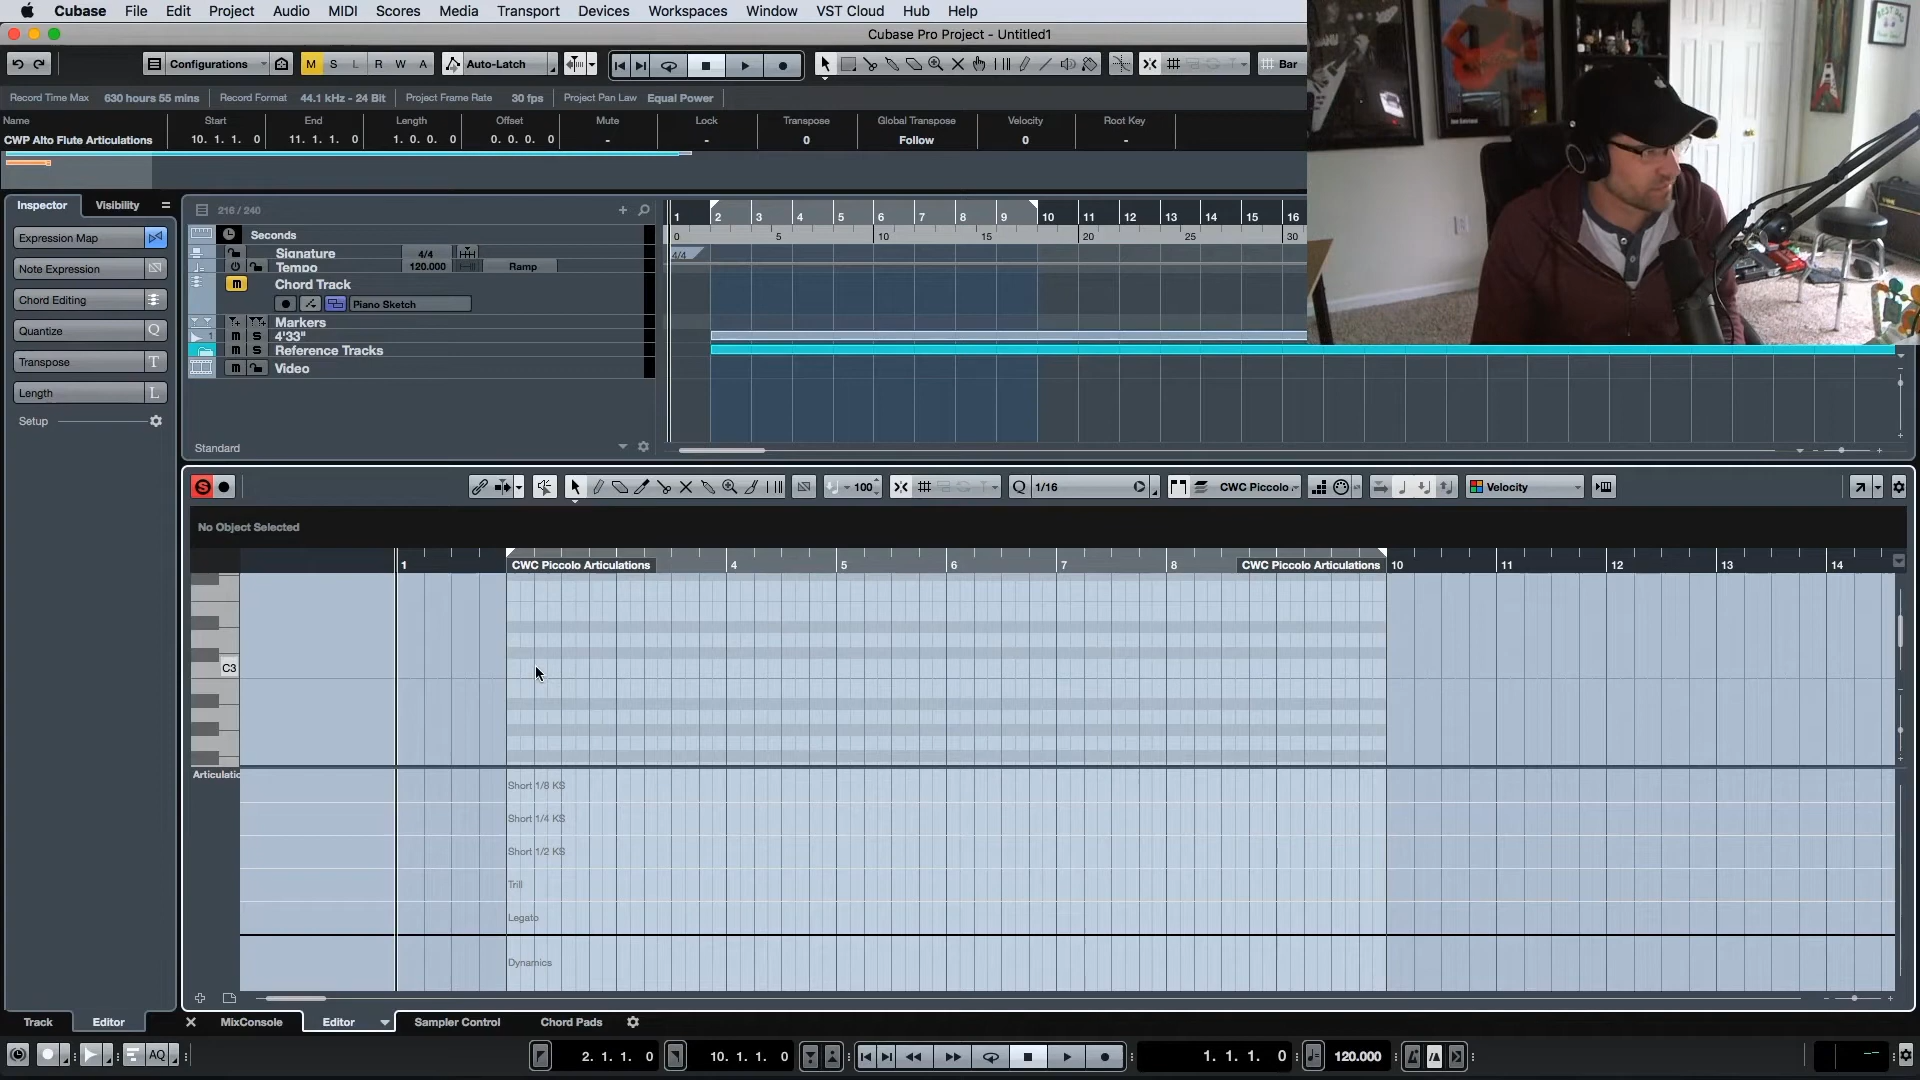 Cubase File Edit Project Audio MIDI Scores Media Transport Devices Workspaces Window VST Cloud Hub Help
Cubase Pro Project - Untitled1
Configurations M S L R W A Auto-Latch Bar
Record Time Max 630 hours 55 mins Record Format 44.1 kHz - 24 Bit Project Frame Rate 30 fps Project Pan Law Equal Power
Name Start End Length Offset Mute Lock Transpose Global Transpose Velocity Root Key
CWP Alto Flute Articulations 10. 1. 1. 0 11. 1. 1. 0 1. 0. 0. 0 0. 0. 0. 0 - - 0 Follow 0 -
Inspector Visibility
216 / 240
1 2 3 4 5 6 7 8 9 10 11 12 13 14 15 16
Expression Map
Seconds
0 5 10 15 20 25 30
Signature 4/4
4/4
Note Expression
Tempo 120.000 Ramp
m Chord Track
Chord Editing
Piano Sketch
Markers
Quantize Q
1 m S 4'33"
m S Reference Tracks
Transpose T
m Video
Length L
Setup
Standard
S 100 Q 1/16 CWC Piccolo Velocity
No Object Selected
1 CWC Piccolo Articulations 4 5 6 7 8 CWC Piccolo Articulations 10 11 12 13 14
C3
Short 1/8 KS
Short 1/4 KS
Short 1/2 KS
Trill
Legato
Dynamics
Track Editor MixConsole Editor Sampler Control Chord Pads
AQ 2. 1. 1. 0 10. 1. 1. 0 1. 1. 1. 0 120.000